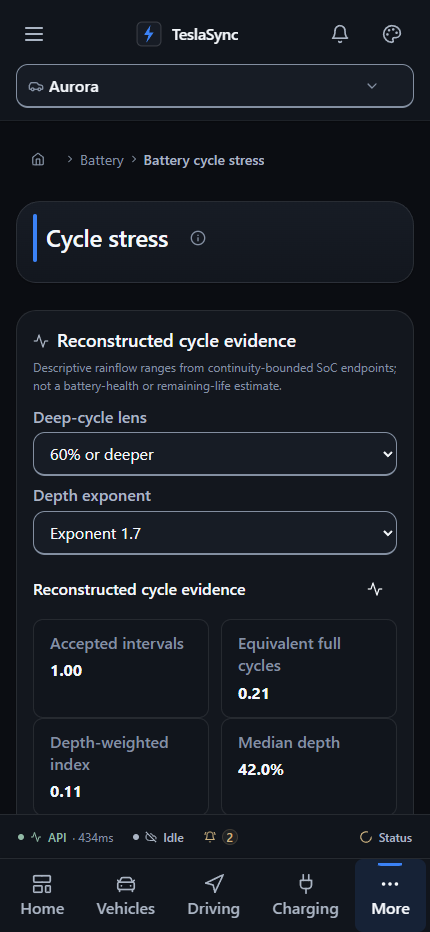 TeslaSync
Aurora
Battery
Battery cycle stress
Cycle stress
Reconstructed cycle evidence
Descriptive rainflow ranges from continuity-bounded SoC endpoints;
not a battery-health or remaining-life estimate.
Deep-cycle lens
60% or deeper
Depth exponent
Exponent 1.7
Reconstructed cycle evidence
Accepted intervals
1.00
Equivalent full
cycles
0.21
Depth-weighted
index
0.11
Median depth
42.0%
API · 434ms
Idle
2
Status
Home
Vehicles
Driving
Charging
More